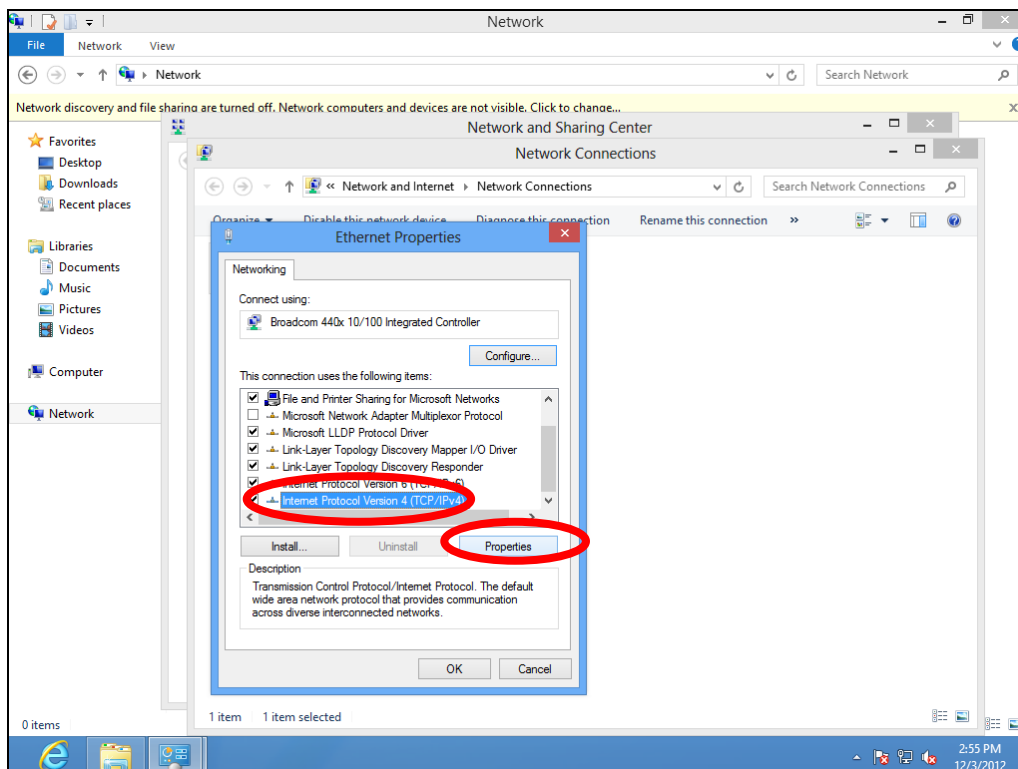 Network
File Network View
Network
Search Network
Network discovery and file sharing are turned off. Network computers and devices are not visible. Click to change...
Favorites
Desktop
Downloads
Recent places
Libraries
Documents
Music
Pictures
Videos
Computer
Network
Network and Sharing Center
Network Connections
« Network and Internet Network Connections
Search Network Connections
Organize Disable this network device Diagnose this connection Rename this connection »
Ethernet Properties
Networking
Connect using:
Broadcom 440x 10/100 Integrated Controller
Configure...
This connection uses the following items:
File and Printer Sharing for Microsoft Networks
Microsoft Network Adapter Multiplexor Protocol
Microsoft LLDP Protocol Driver
Link-Layer Topology Discovery Mapper I/O Driver
Link-Layer Topology Discovery Responder
Internet Protocol Version 6 (TCP/IPv6)
Internet Protocol Version 4 (TCP/IPv4)
Install... Uninstall Properties
Description
Transmission Control Protocol/Internet Protocol. The default
wide area network protocol that provides communication
across diverse interconnected networks.
OK Cancel
1 item 1 item selected
0 items
2:55 PM
12/3/2012